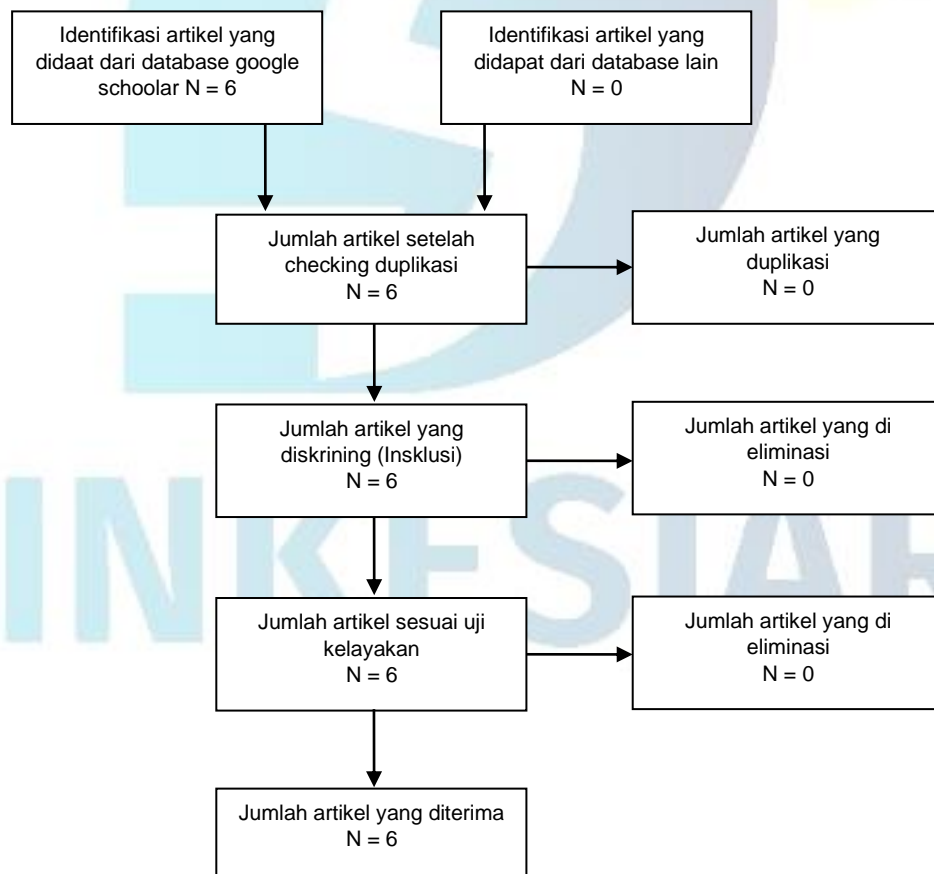 Identifikasi artikel yang
didaat dari database google
schoolar N = 6
Identifikasi artikel yang
didapat dari database lain
N = 0
Jumlah artikel setelah
checking duplikasi
N = 6
Jumlah artikel yang
duplikasi
N = 0
Jumlah artikel yang
diskrining (Insklusi)
N = 6
Jumlah artikel yang di
eliminasi
N = 0
Jumlah artikel sesuai uji
kelayakan
N = 6
Jumlah artikel yang di
eliminasi
N = 0
Jumlah artikel yang diterima
N = 6